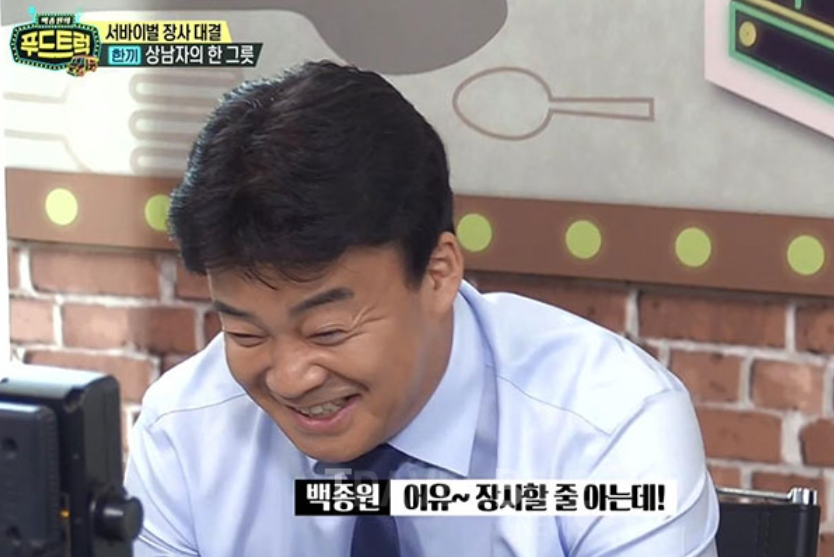 백종원의
푸드트럭
서바이벌 장사 대결
한끼 상남자의 한 그릇
백종원 어유~ 장사할 줄 아는데!